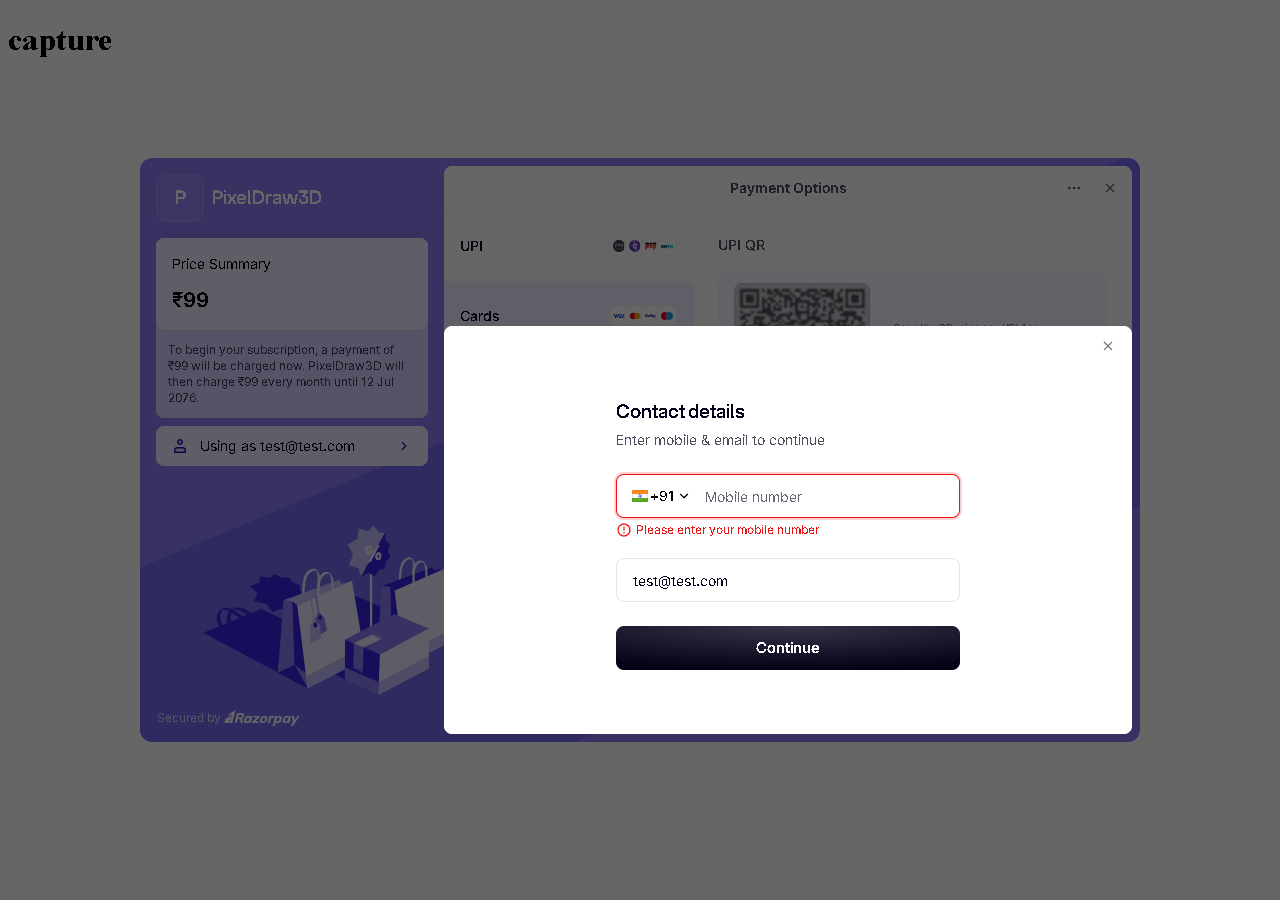 capture
P
PixelDraw3D
Price Summary
₹99
To begin your subscription, a payment of
₹99 will be charged now. PixelDraw3D will
then charge ₹99 every month until 12 Jul
2076.
Using as test@test.com
%
Secured by Razorpay
Payment Options
UPI
UPI QR
Cards
VISA
Contact details
Enter mobile & email to continue
+91 Mobile number
Please enter your mobile number
test@test.com
Continue